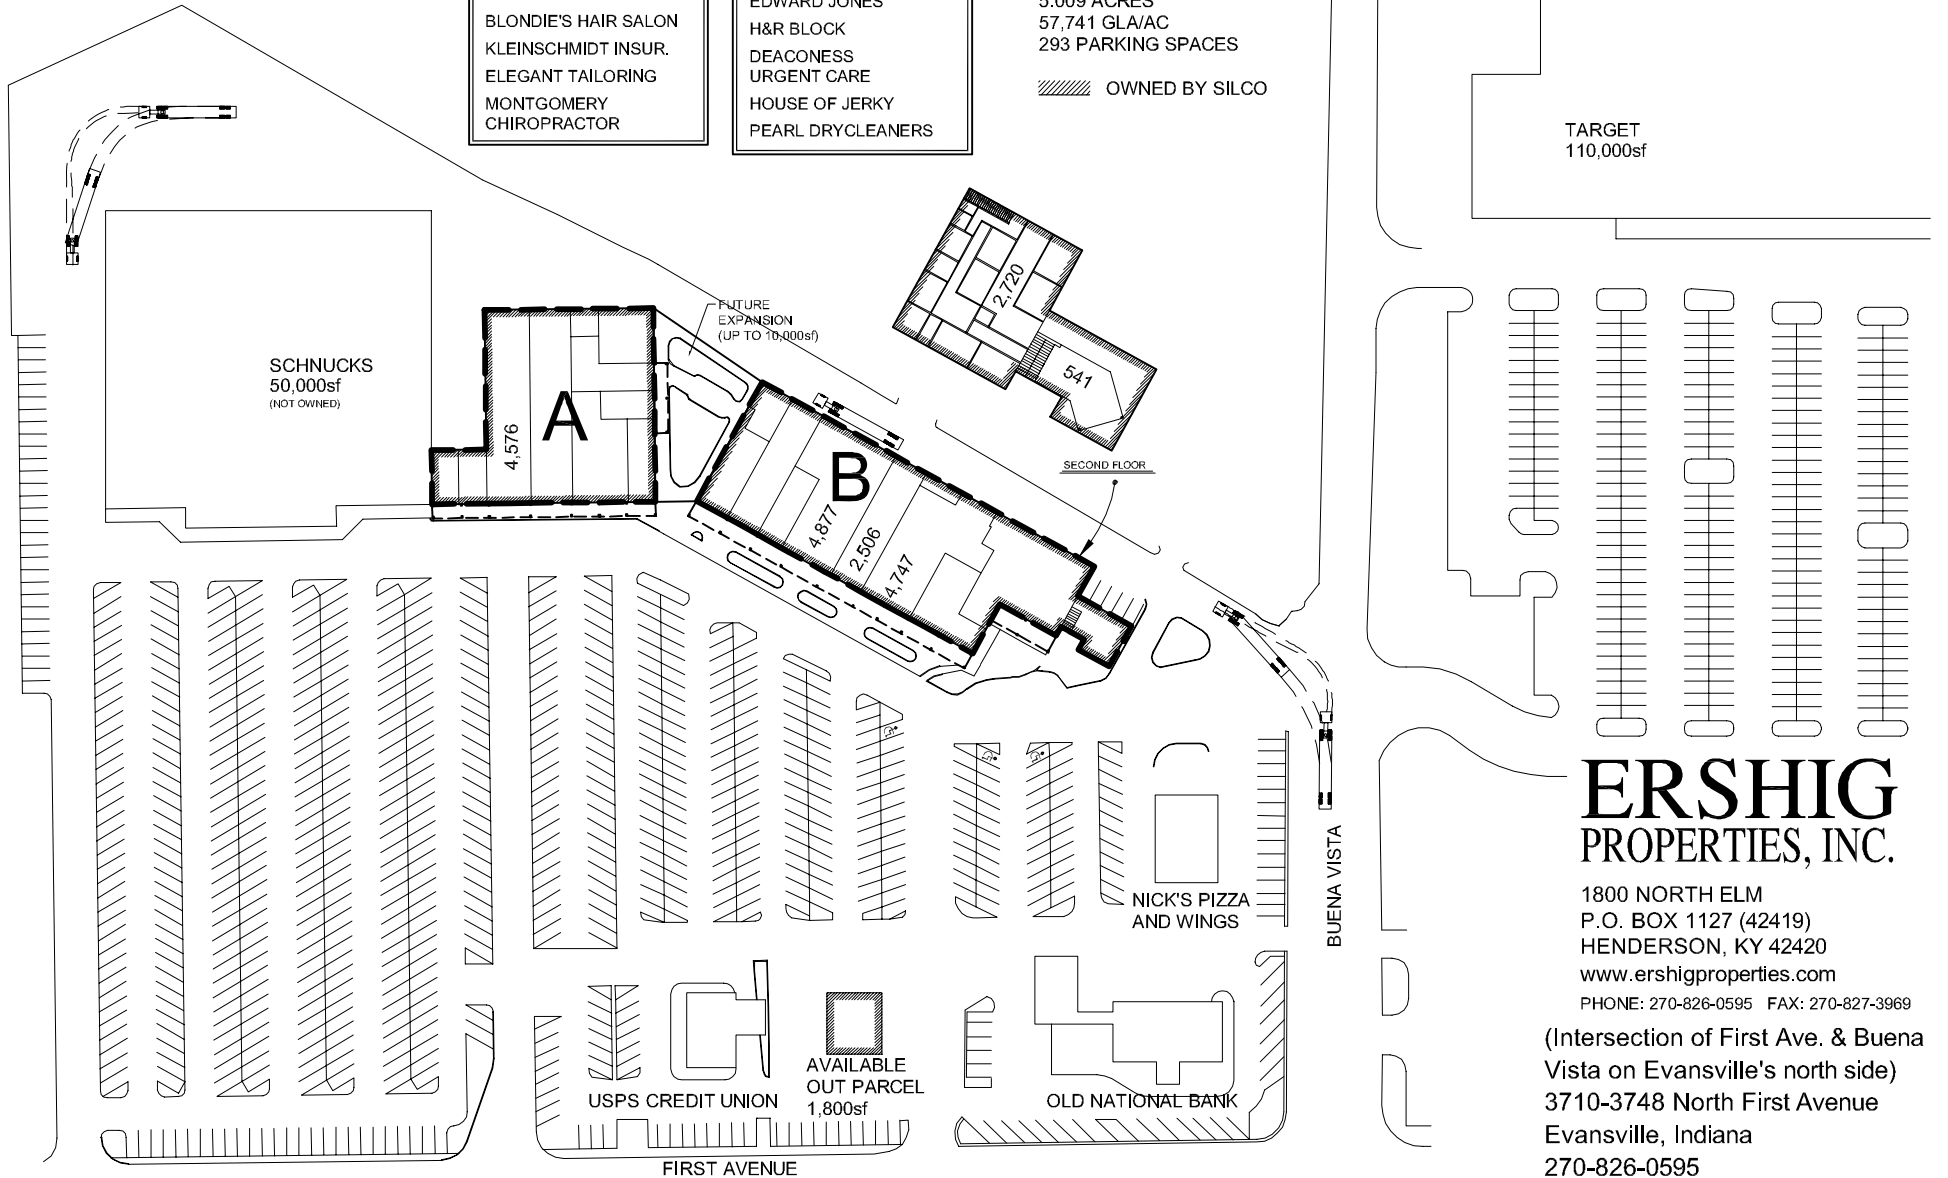 BLONDIE'S HAIR SALON
KLEINSCHMIDT INSUR.
ELEGANT TAILORING
MONTGOMERY
CHIROPRACTOR
EDWARD JONES
H&R BLOCK
DEACONESS
URGENT CARE
HOUSE OF JERKY
PEARL DRYCLEANERS
5.009 ACRES
57,741 GLA/AC
293 PARKING SPACES
OWNED BY SILCO
TARGET
110,000sf
SCHNUCKS
50,000sf
(NOT OWNED)
FUTURE
EXPANSION
(UP TO 10,000sf)
2,720
541
A
4,576
B
4,877
2,506
4,747
SECOND FLOOR
NICK'S PIZZA
AND WINGS
BUENA VISTA
USPS CREDIT UNION
AVAILABLE
OUT PARCEL
1,800sf
OLD NATIONAL BANK
FIRST AVENUE
ERSHIG
PROPERTIES, INC.
1800 NORTH ELM
P.O. BOX 1127 (42419)
HENDERSON, KY 42420
www.ershigproperties.com
PHONE: 270-826-0595 FAX: 270-827-3969
(Intersection of First Ave. & Buena
Vista on Evansville's north side)
3710-3748 North First Avenue
Evansville, Indiana
270-826-0595